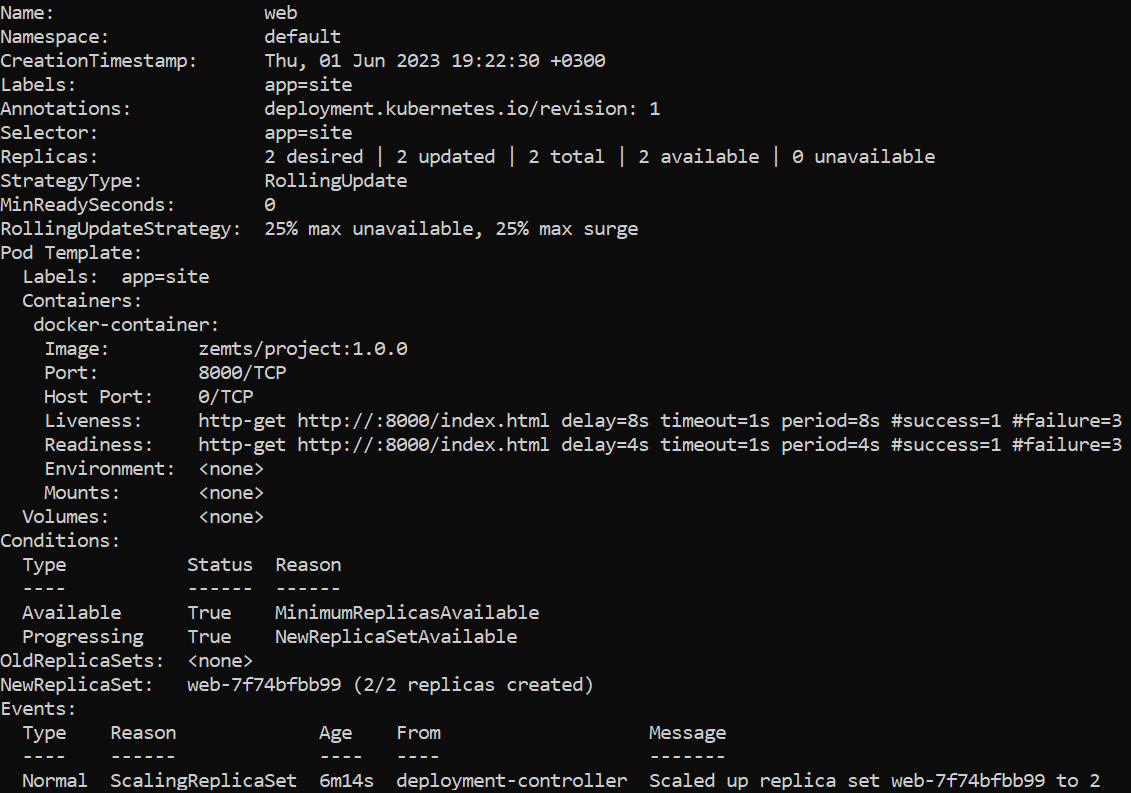 Name:                   web
Namespace:              default
CreationTimestamp:      Thu, 01 Jun 2023 19:22:30 +0300
Labels:                 app=site
Annotations:            deployment.kubernetes.io/revision: 1
Selector:               app=site
Replicas:               2 desired | 2 updated | 2 total | 2 available | 0 unavailable
StrategyType:           RollingUpdate
MinReadySeconds:        0
RollingUpdateStrategy:  25% max unavailable, 25% max surge
Pod Template:
  Labels:  app=site
  Containers:
   docker-container:
    Image:        zemts/project:1.0.0
    Port:         8000/TCP
    Host Port:    0/TCP
    Liveness:     http-get http://:8000/index.html delay=8s timeout=1s period=8s #success=1 #failure=3
    Readiness:    http-get http://:8000/index.html delay=4s timeout=1s period=4s #success=1 #failure=3
    Environment:  <none>
    Mounts:       <none>
  Volumes:        <none>
Conditions:
  Type           Status  Reason
  ----           ------  ------
  Available      True    MinimumReplicasAvailable
  Progressing    True    NewReplicaSetAvailable
OldReplicaSets:  <none>
NewReplicaSet:   web-7f74bfbb99 (2/2 replicas created)
Events:
  Type    Reason             Age    From                   Message
  ----    ------             ----   ----                   -------
  Normal  ScalingReplicaSet  6m14s  deployment-controller  Scaled up replica set web-7f74bfbb99 to 2